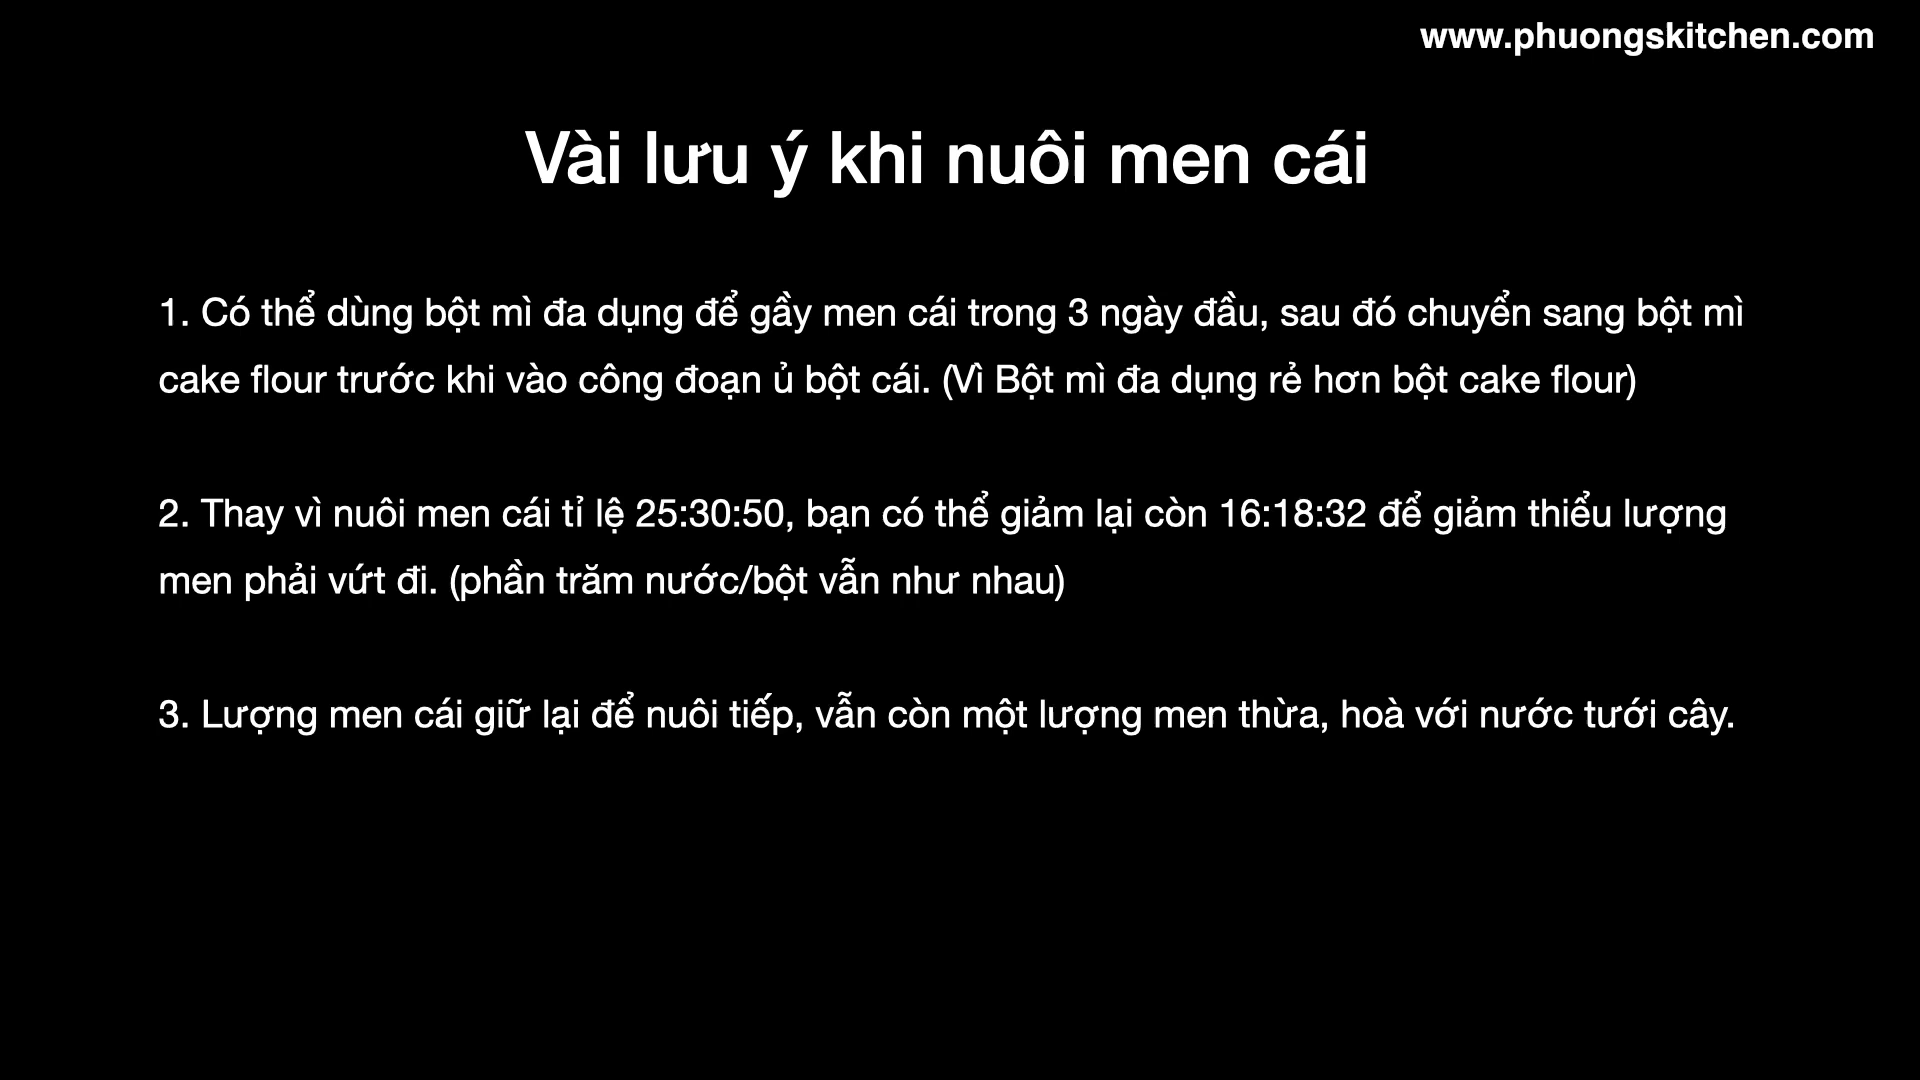 www.phuongskitchen.com
Vài lưu ý khi nuôi men cái
1. Có thể dùng bột mì đa dụng để gầy men cái trong 3 ngày đầu, sau đó chuyển sang bột mì
cake flour trước khi vào công đoạn ủ bột cái. (Vì Bột mì đa dụng rẻ hơn bột cake flour)
2. Thay vì nuôi men cái tỉ lệ 25:30:50, bạn có thể giảm lại còn 16:18:32 để giảm thiểu lượng
men phải vứt đi. (phần trăm nước/bột vẫn như nhau)
3. Lượng men cái giữ lại để nuôi tiếp, vẫn còn một lượng men thừa, hoà với nước tưới cây.